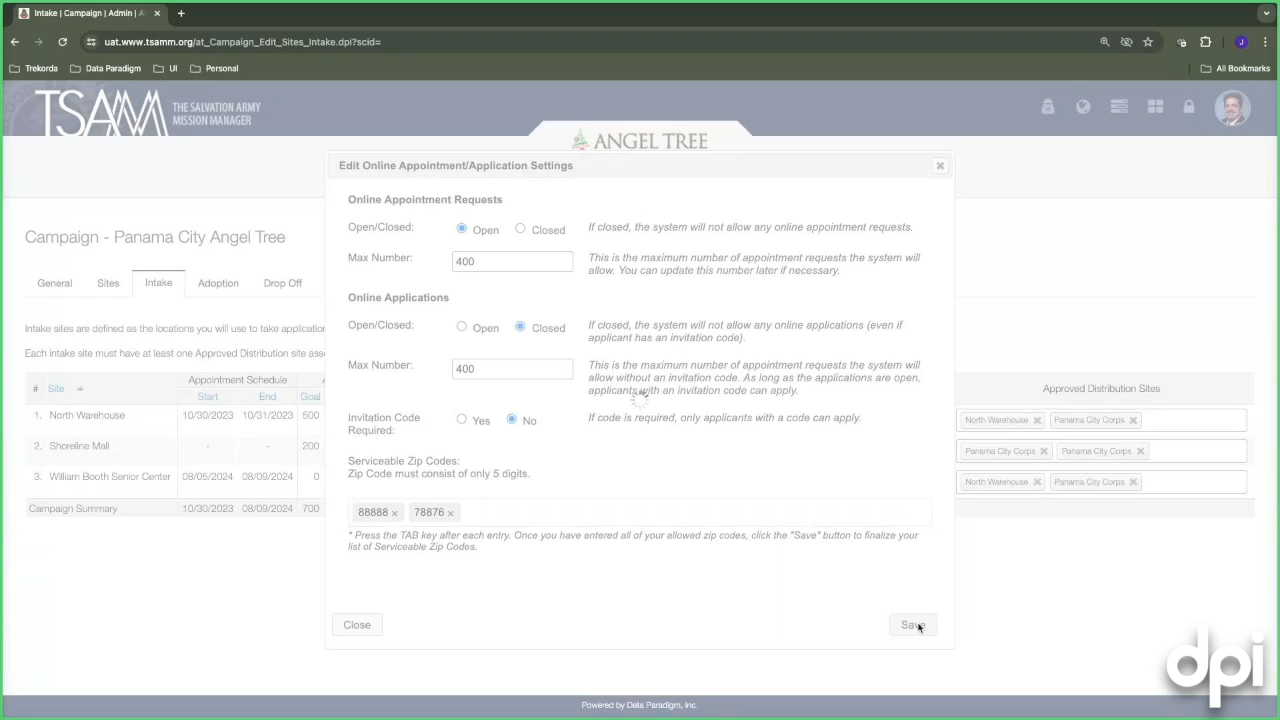 Intake | Campaign | Admin | A
uat.www.tsamm.org/at_Campaign_Edit_Sites_Intake.dpi?scid=
J
Trekorda
Data Paradigm
UI
Personal
All Bookmarks
TSAMM
THE SALVATION ARMY
MISSION MANAGER
ANGEL TREE
Edit Online Appointment/Application Settings
Online Appointment Requests
Open/Closed: Open Closed If closed, the system will not allow any online appointment requests.
Max Number: 400 This is the maximum number of appointment requests the system will
allow. You can update this number later if necessary.
Online Applications
Open/Closed: Open Closed If closed, the system will not allow any online applications (even if
applicant has an invitation code).
Max Number: 400 This is the maximum number of appointment requests the system will
allow without an invitation code. As long as the applications are open,
applicants with an invitation code can apply.
Invitation Code
Required: Yes No If code is required, only applicants with a code can apply.
Serviceable Zip Codes:
Zip Code must consist of only 5 digits.
88888 × 78876 ×
* Press the TAB key after each entry. Once you have entered all of your allowed zip codes, click the "Save" button to finalize your
list of Serviceable Zip Codes.
Close Save
Campaign - Panama City Angel Tree
General Sites Intake Adoption Drop Off
Intake sites are defined as the locations you will use to take application
Each intake site must have at least one Approved Distribution site ass
Appointment Schedule
# Site Start End Goal
Approved Distribution Sites
1. North Warehouse 10/30/2023 10/31/2023 500 North Warehouse Panama City Corps
2. Shoreline Mall - - 200 Panama City Corps Panama City Corps
3. William Booth Senior Center 08/05/2024 08/09/2024 0 North Warehouse Panama City Corps
Campaign Summary 10/30/2023 08/09/2024 700
Powered by Data Paradigm, Inc.
dpi